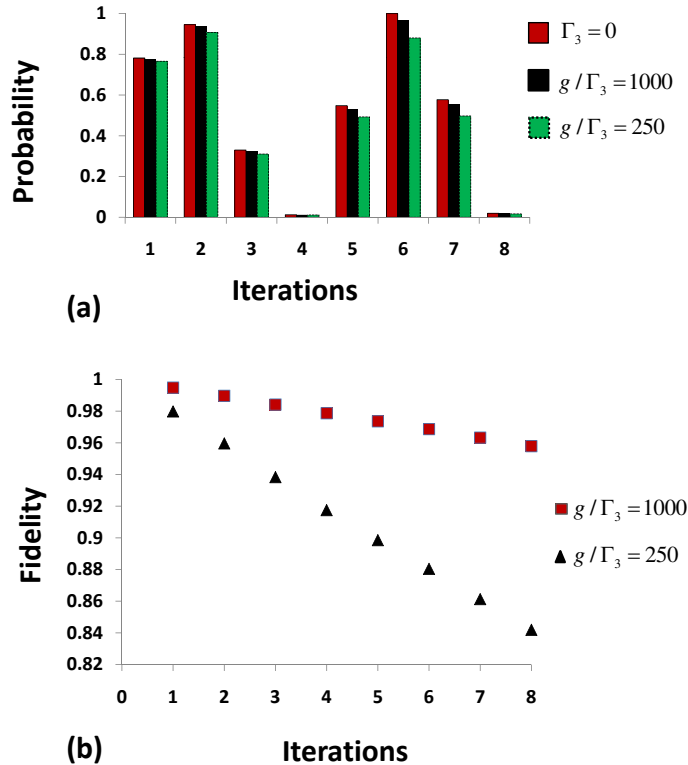 1
0.8
0.6
0.4
0.2
0
Probability
1 2 3 4 5 6 7 8
Iterations
(a)
Γ₃ = 0
g / Γ₃ = 1000
g / Γ₃ = 250
1
0.98
0.96
0.94
0.92
0.9
0.88
0.86
0.84
0.82
Fidelity
0 1 2 3 4 5 6 7 8
Iterations
(b)
g / Γ₃ = 1000
g / Γ₃ = 250